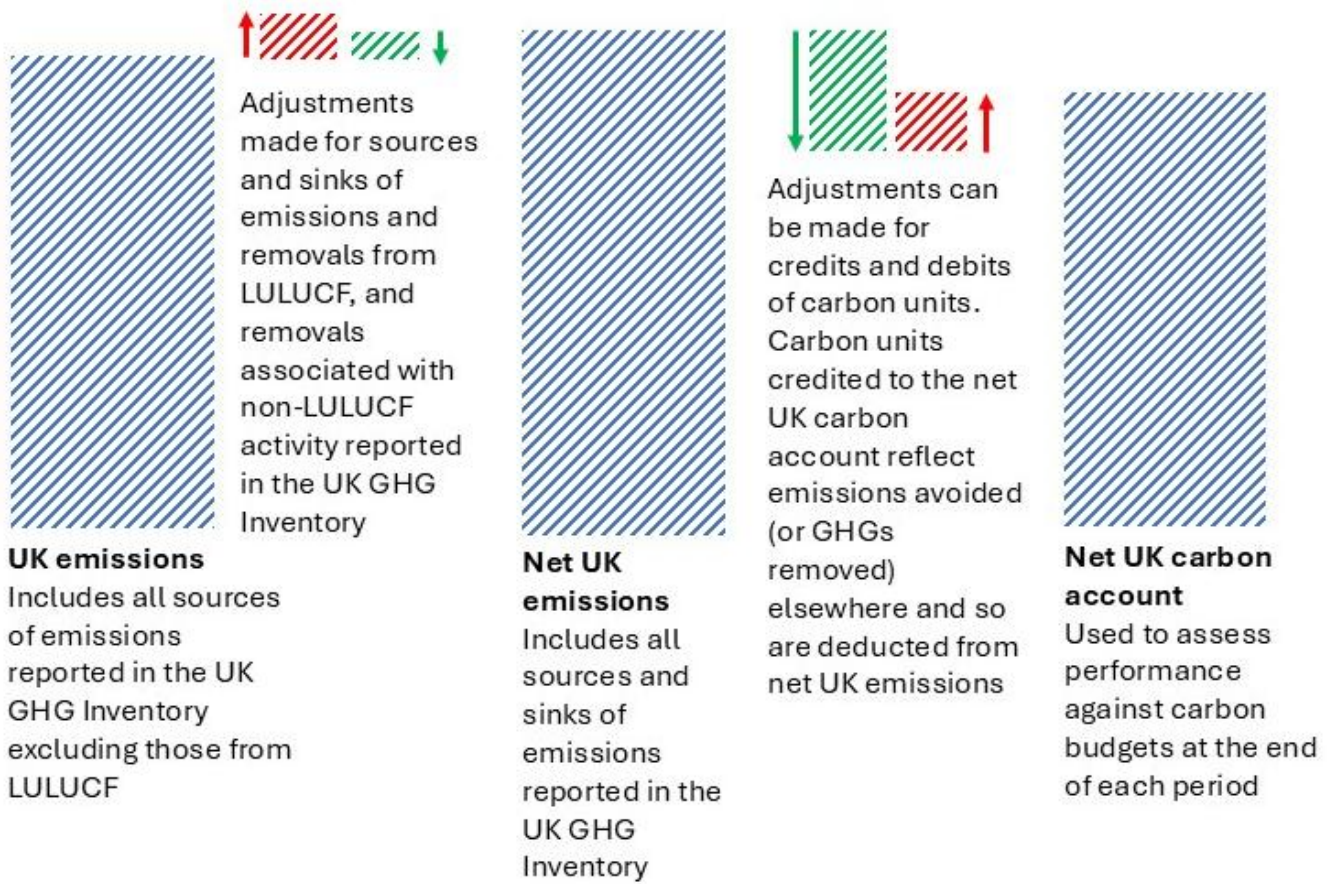 UK emissions
Includes all sources
of emissions
reported in the UK
GHG Inventory
excluding those from
LULUCF
Adjustments
made for sources
and sinks of
emissions and
removals from
LULUCF, and
removals
associated with
non-LULUCF
activity reported
in the UK GHG
Inventory
Net UK
emissions
Includes all
sources and
sinks of
emissions
reported in the
UK GHG
Inventory
Adjustments can
be made for
credits and debits
of carbon units.
Carbon units
credited to the net
UK carbon
account reflect
emissions avoided
(or GHGs
removed)
elsewhere and so
are deducted from
net UK emissions
Net UK carbon
account
Used to assess
performance
against carbon
budgets at the end
of each period